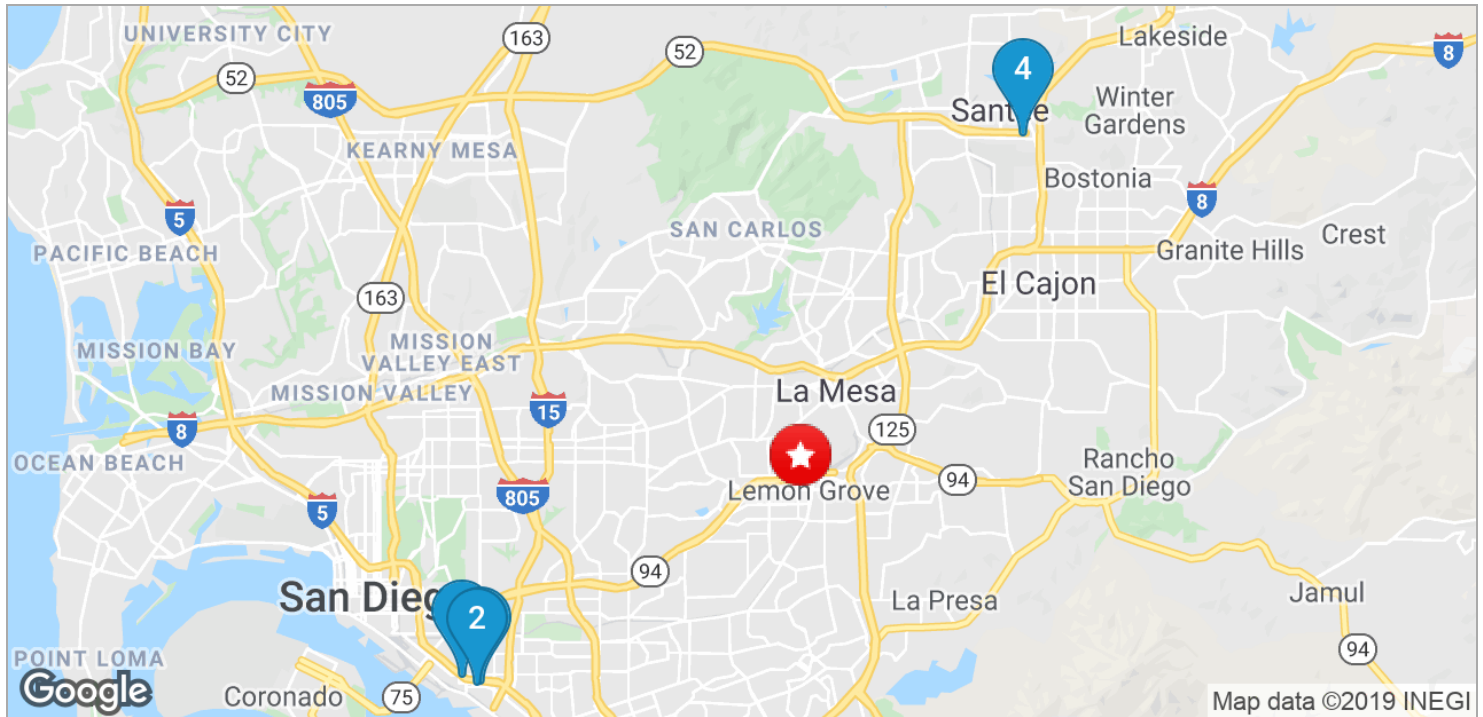 UNIVERSITY CITY
163
52
Lakeside
8
52
805
4
Winter
Gardens
KEARNY MESA
Bostonia
5
8
SAN CARLOS
Crest
PACIFIC BEACH
Granite Hills
163
El Cajon
MISSION BAY
MISSION
VALLEY EAST
MISSION VALLEY
La Mesa
15
8
125
OCEAN BEACH
Rancho
San Diego
94
Lemon Grove
805
5
94
San Dieg
2
La Presa
Jamul
94
POINT LOMA
Google
Coronado
75
Map data ©2019 INEGI